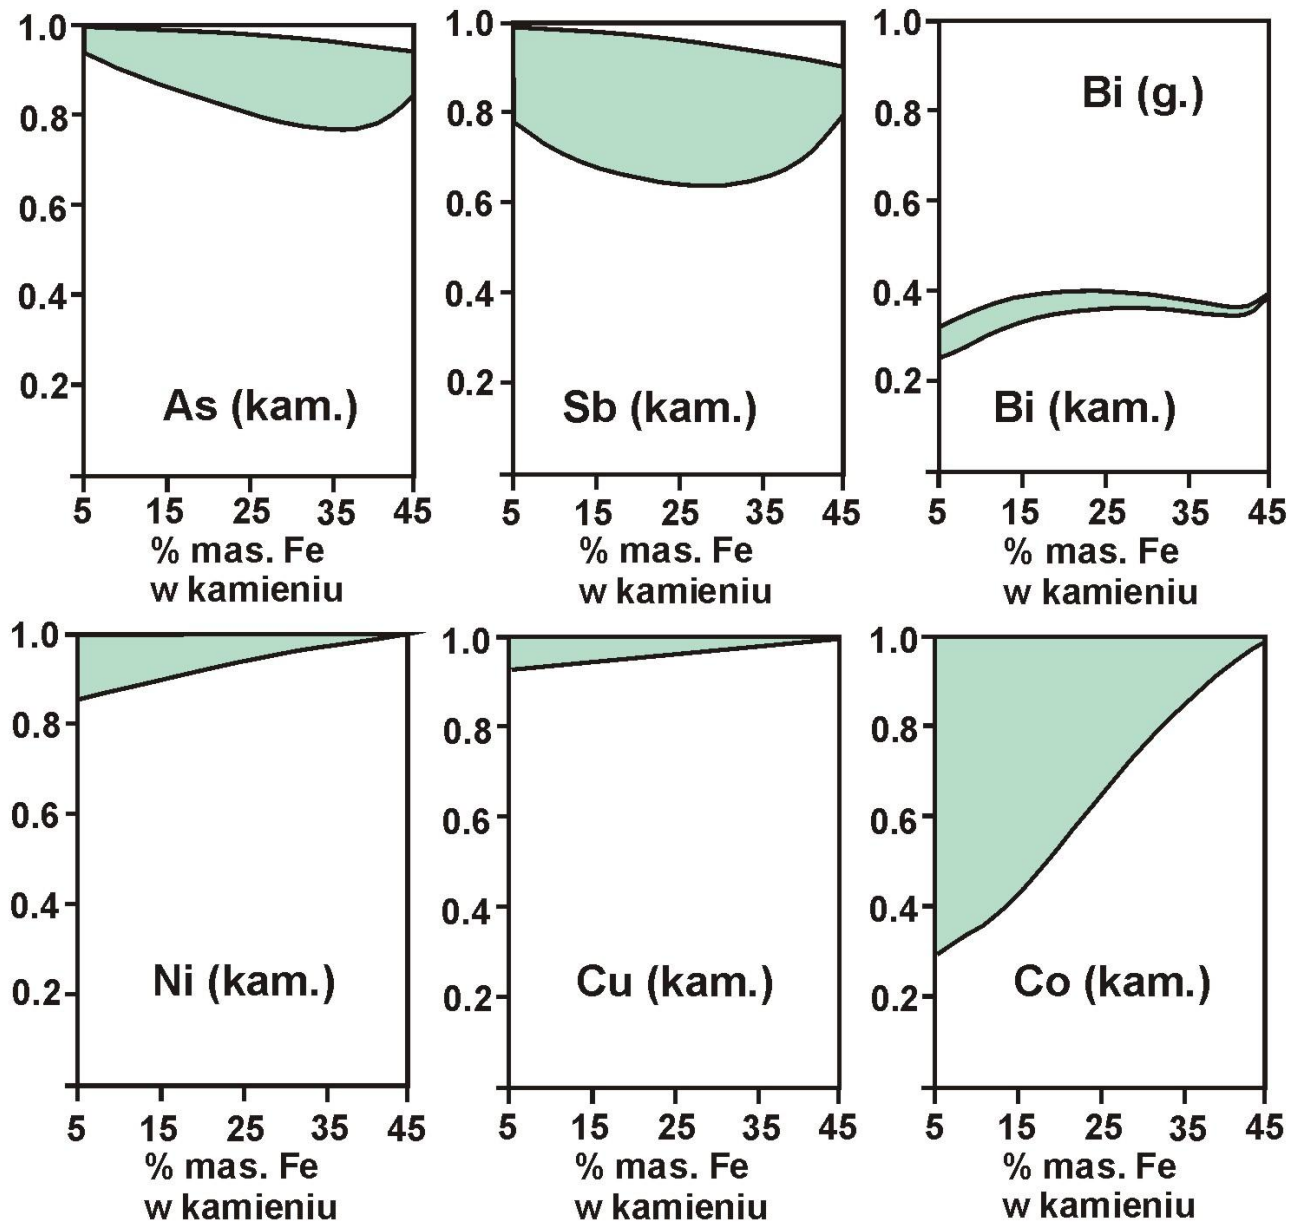 1.0
0.8
0.6
0.4
0.2
As (kam.)
5 15 25 35 45
% mas. Fe
w kamieniu
1.0
0.8
0.6
0.4
0.2
Sb (kam.)
5 15 25 35 45
% mas. Fe
w kamieniu
1.0
0.8
0.6
0.4
0.2
Bi (g.)
Bi (kam.)
5 15 25 35 45
% mas. Fe
w kamieniu
1.0
0.8
0.6
0.4
0.2
Ni (kam.)
5 15 25 35 45
% mas. Fe
w kamieniu
1.0
0.8
0.6
0.4
0.2
Cu (kam.)
5 15 25 35 45
% mas. Fe
w kamieniu
1.0
0.8
0.6
0.4
0.2
Co (kam.)
5 15 25 35 45
% mas. Fe
w kamieniu